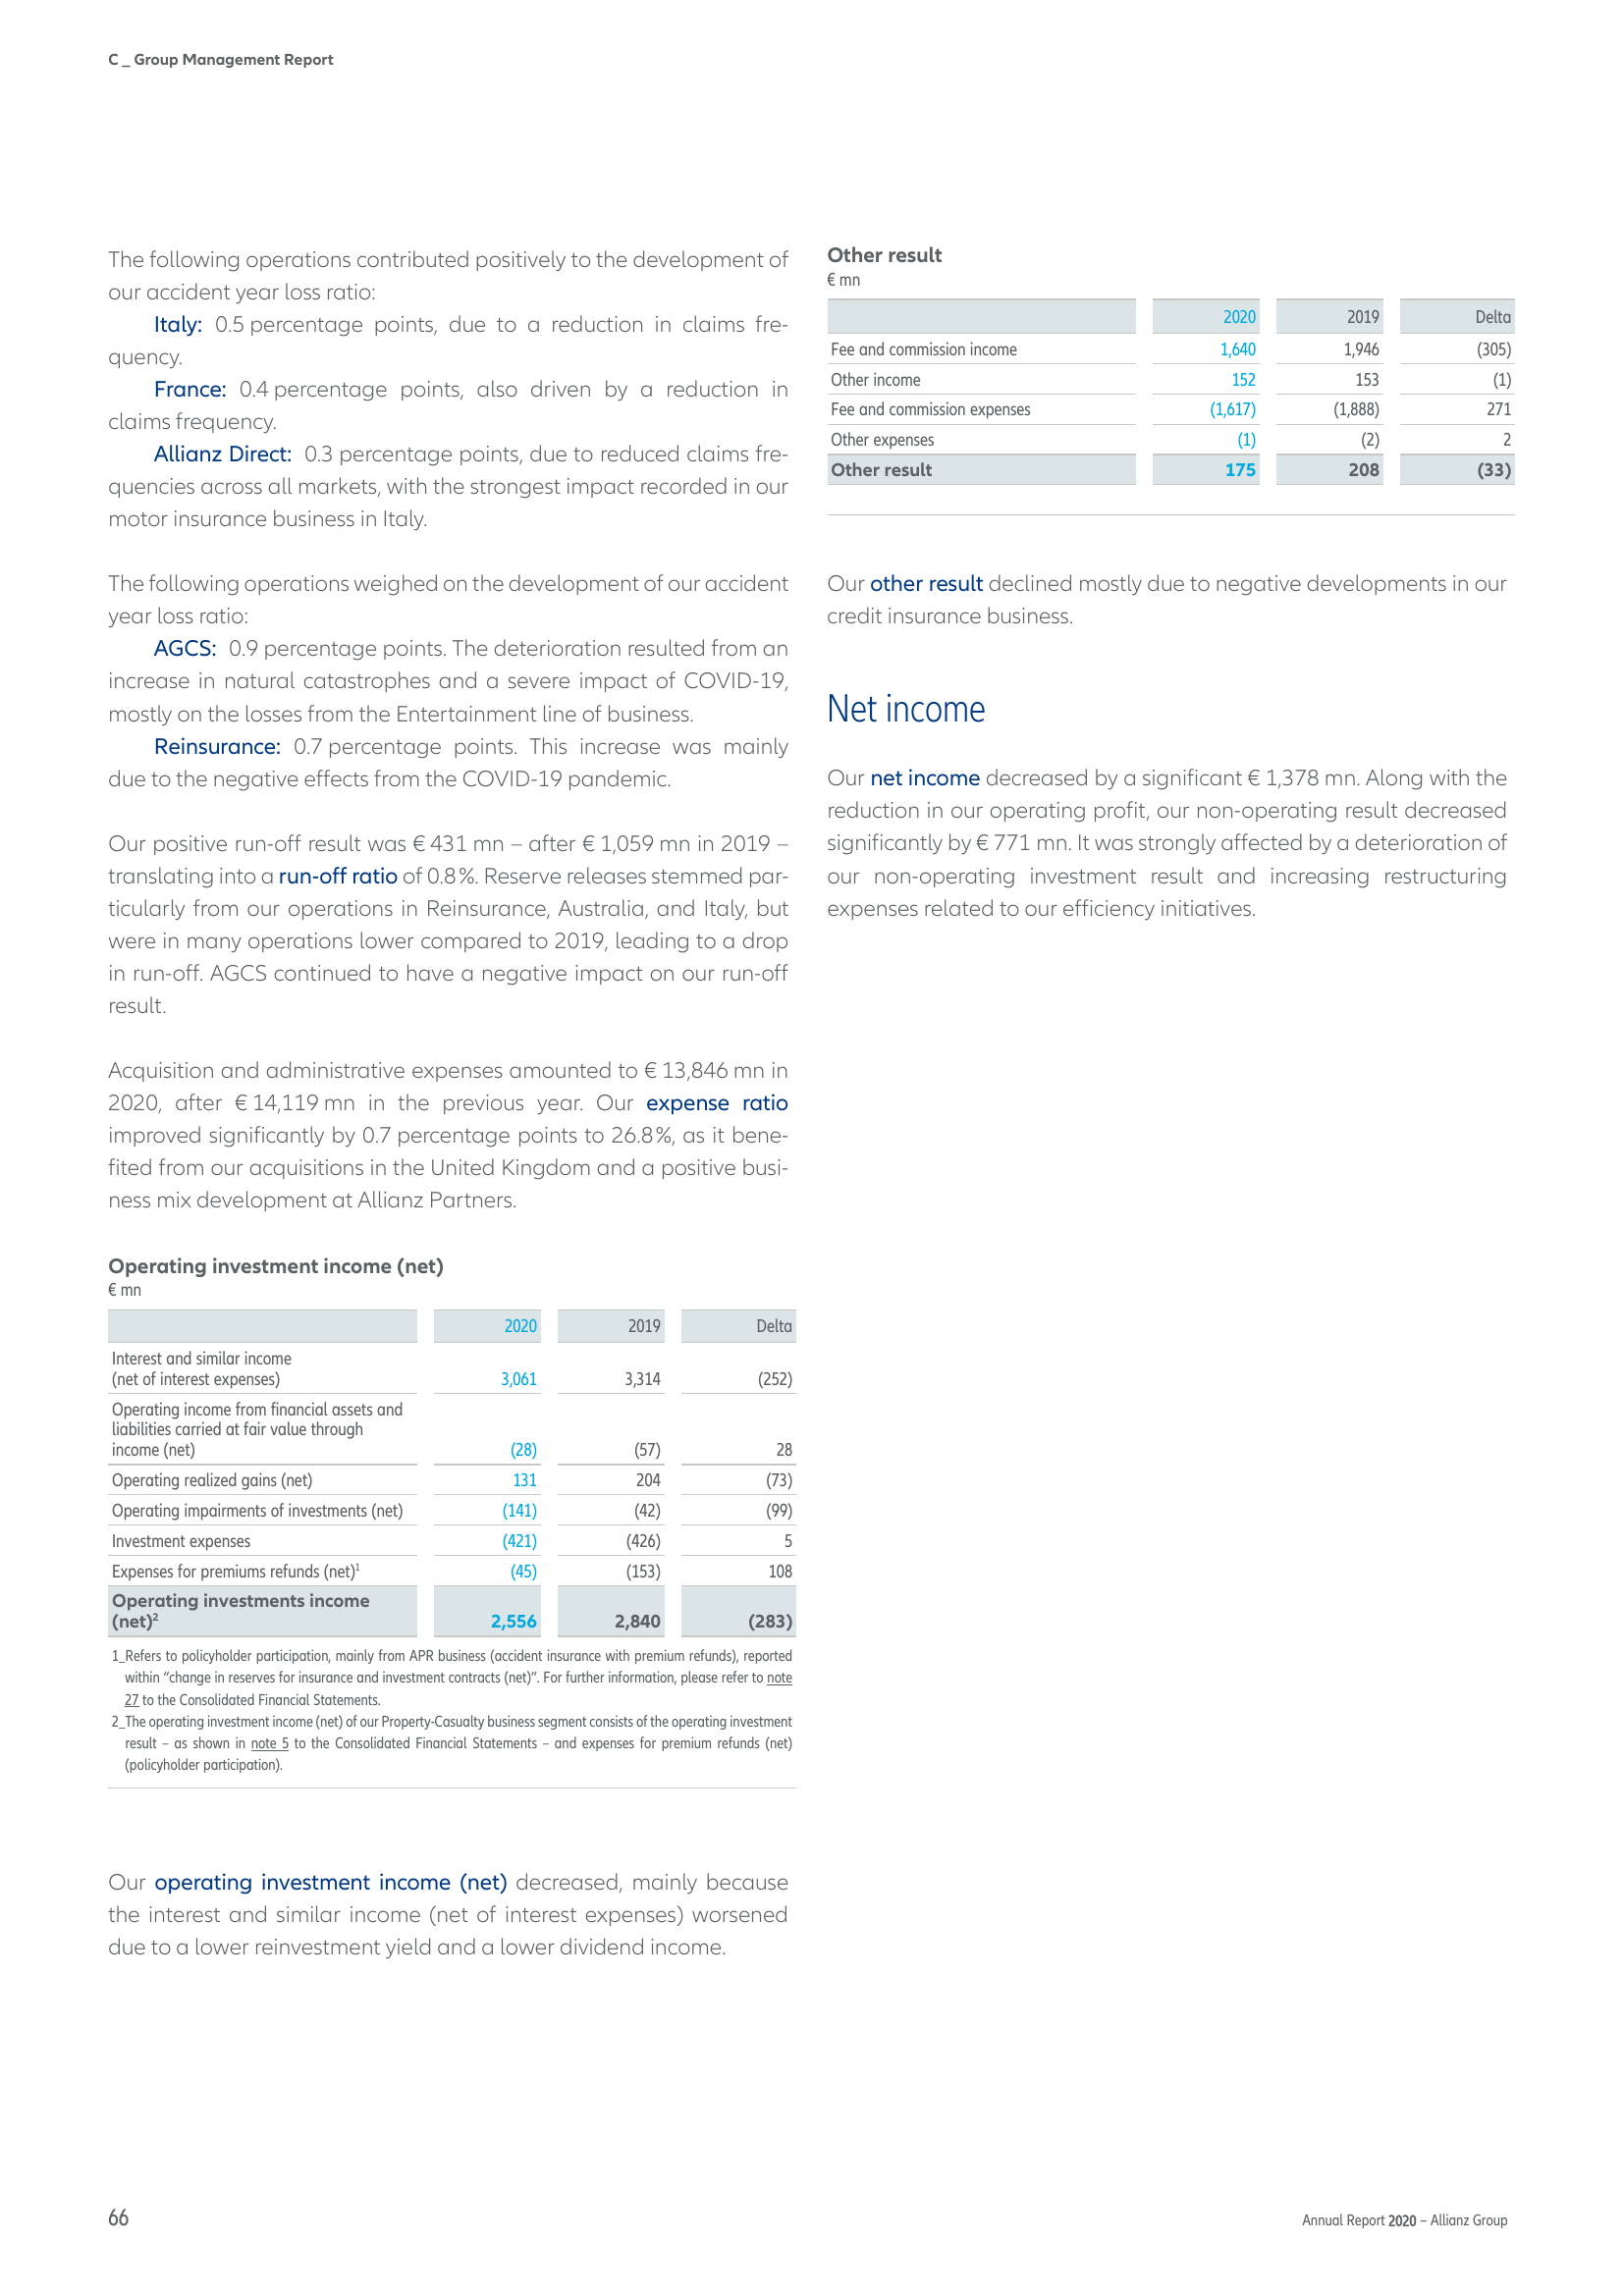 C _ Group Management Report
The following operations contributed positively to the development of
our accident year loss ratio:
Italy: 0.5 percentage points, due to a reduction in claims fre-
quency.
France: 0.4 percentage points, also driven by a reduction in
claims frequency.
Allianz Direct: 0.3 percentage points, due to reduced claims fre-
quencies across all markets, with the strongest impact recorded in our
motor insurance business in Italy.
The following operations weighed on the development of our accident
year loss ratio:
AGCS: 0.9 percentage points. The deterioration resulted from an
increase in natural catastrophes and a severe impact of COVID-19,
mostly on the losses from the Entertainment line of business.
Reinsurance: 0.7 percentage points. This increase was mainly
due to the negative effects from the COVID-19 pandemic.
Our positive run-off result was € 431 mn – after € 1,059 mn in 2019 –
translating into a run-off ratio of 0.8 %. Reserve releases stemmed par-
ticularly from our operations in Reinsurance, Australia, and Italy, but
were in many operations lower compared to 2019, leading to a drop
in run-off. AGCS continued to have a negative impact on our run-off
result.
Acquisition and administrative expenses amounted to € 13,846 mn in
2020, after € 14,119 mn in the previous year. Our expense ratio
improved significantly by 0.7 percentage points to 26.8 %, as it bene-
fited from our acquisitions in the United Kingdom and a positive busi-
ness mix development at Allianz Partners.
Operating investment income (net)
€ mn
2020 2019 Delta
Interest and similar income
(net of interest expenses) 3,061 3,314 (252)
Operating income from financial assets and
liabilities carried at fair value through
income (net) (28) (57) 28
Operating realized gains (net) 131 204 (73)
Operating impairments of investments (net) (141) (42) (99)
Investment expenses (421) (426) 5
Expenses for premiums refunds (net)1 (45) (153) 108
Operating investments income
(net)2 2,556 2,840 (283)
1_Refers to policyholder participation, mainly from APR business (accident insurance with premium refunds), reported
within “change in reserves for insurance and investment contracts (net)”. For further information, please refer to note
27 to the Consolidated Financial Statements.
2_The operating investment income (net) of our Property-Casualty business segment consists of the operating investment
result – as shown in note 5 to the Consolidated Financial Statements – and expenses for premium refunds (net)
(policyholder participation).
Our operating investment income (net) decreased, mainly because
the interest and similar income (net of interest expenses) worsened
due to a lower reinvestment yield and a lower dividend income.
Other result
€ mn
2020 2019 Delta
Fee and commission income 1,640 1,946 (305)
Other income 152 153 (1)
Fee and commission expenses (1,617) (1,888) 271
Other expenses (1) (2) 2
Other result 175 208 (33)
Our other result declined mostly due to negative developments in our
credit insurance business.
Net income
Our net income decreased by a significant € 1,378 mn. Along with the
reduction in our operating profit, our non-operating result decreased
significantly by € 771 mn. It was strongly affected by a deterioration of
our non-operating investment result and increasing restructuring
expenses related to our efficiency initiatives.
66
Annual Report 2020 – Allianz Group